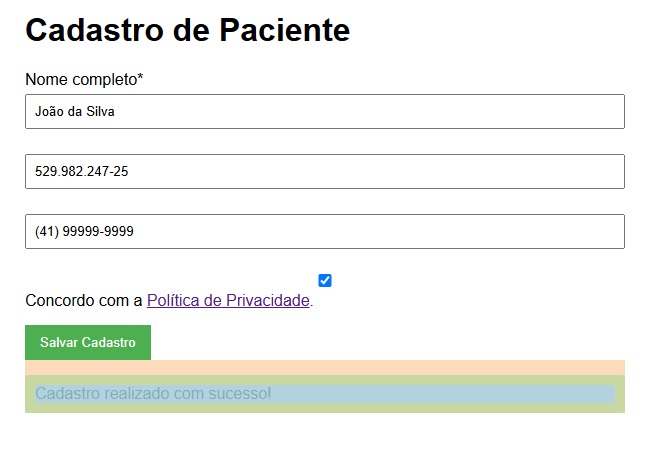 Cadastro de Paciente
Nome completo*
João da Silva
529.982.247-25
(41) 99999-9999
Concordo com a Política de Privacidade.
Salvar Cadastro
Cadastro realizado com sucesso!